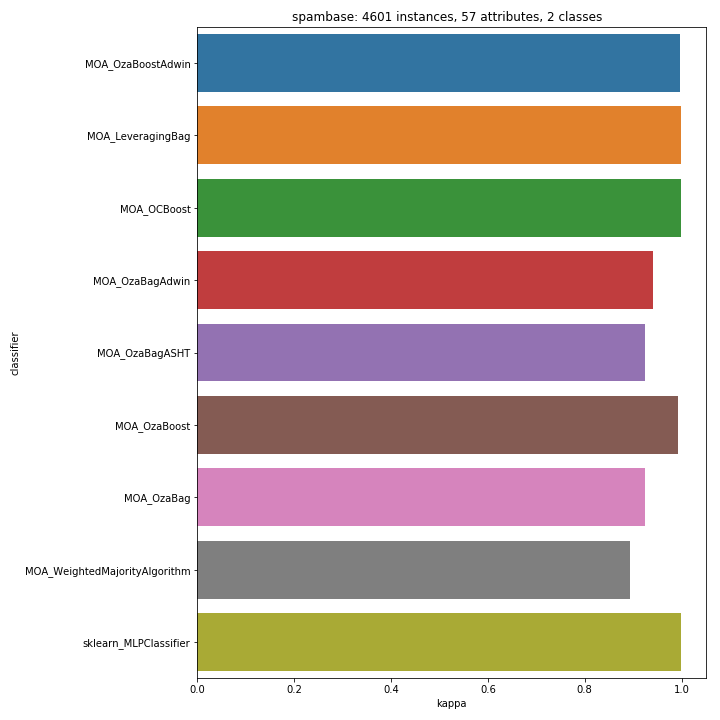 spambase: 4601 instances, 57 attributes, 2 classes
classifier
MOA_OzaBoostAdwin
MOA_LeveragingBag
MOA_OCBoost
MOA_OzaBagAdwin
MOA_OzaBagASHT
MOA_OzaBoost
MOA_OzaBag
MOA_WeightedMajorityAlgorithm
sklearn_MLPClassifier
0.0 0.2 0.4 0.6 0.8 1.0
kappa